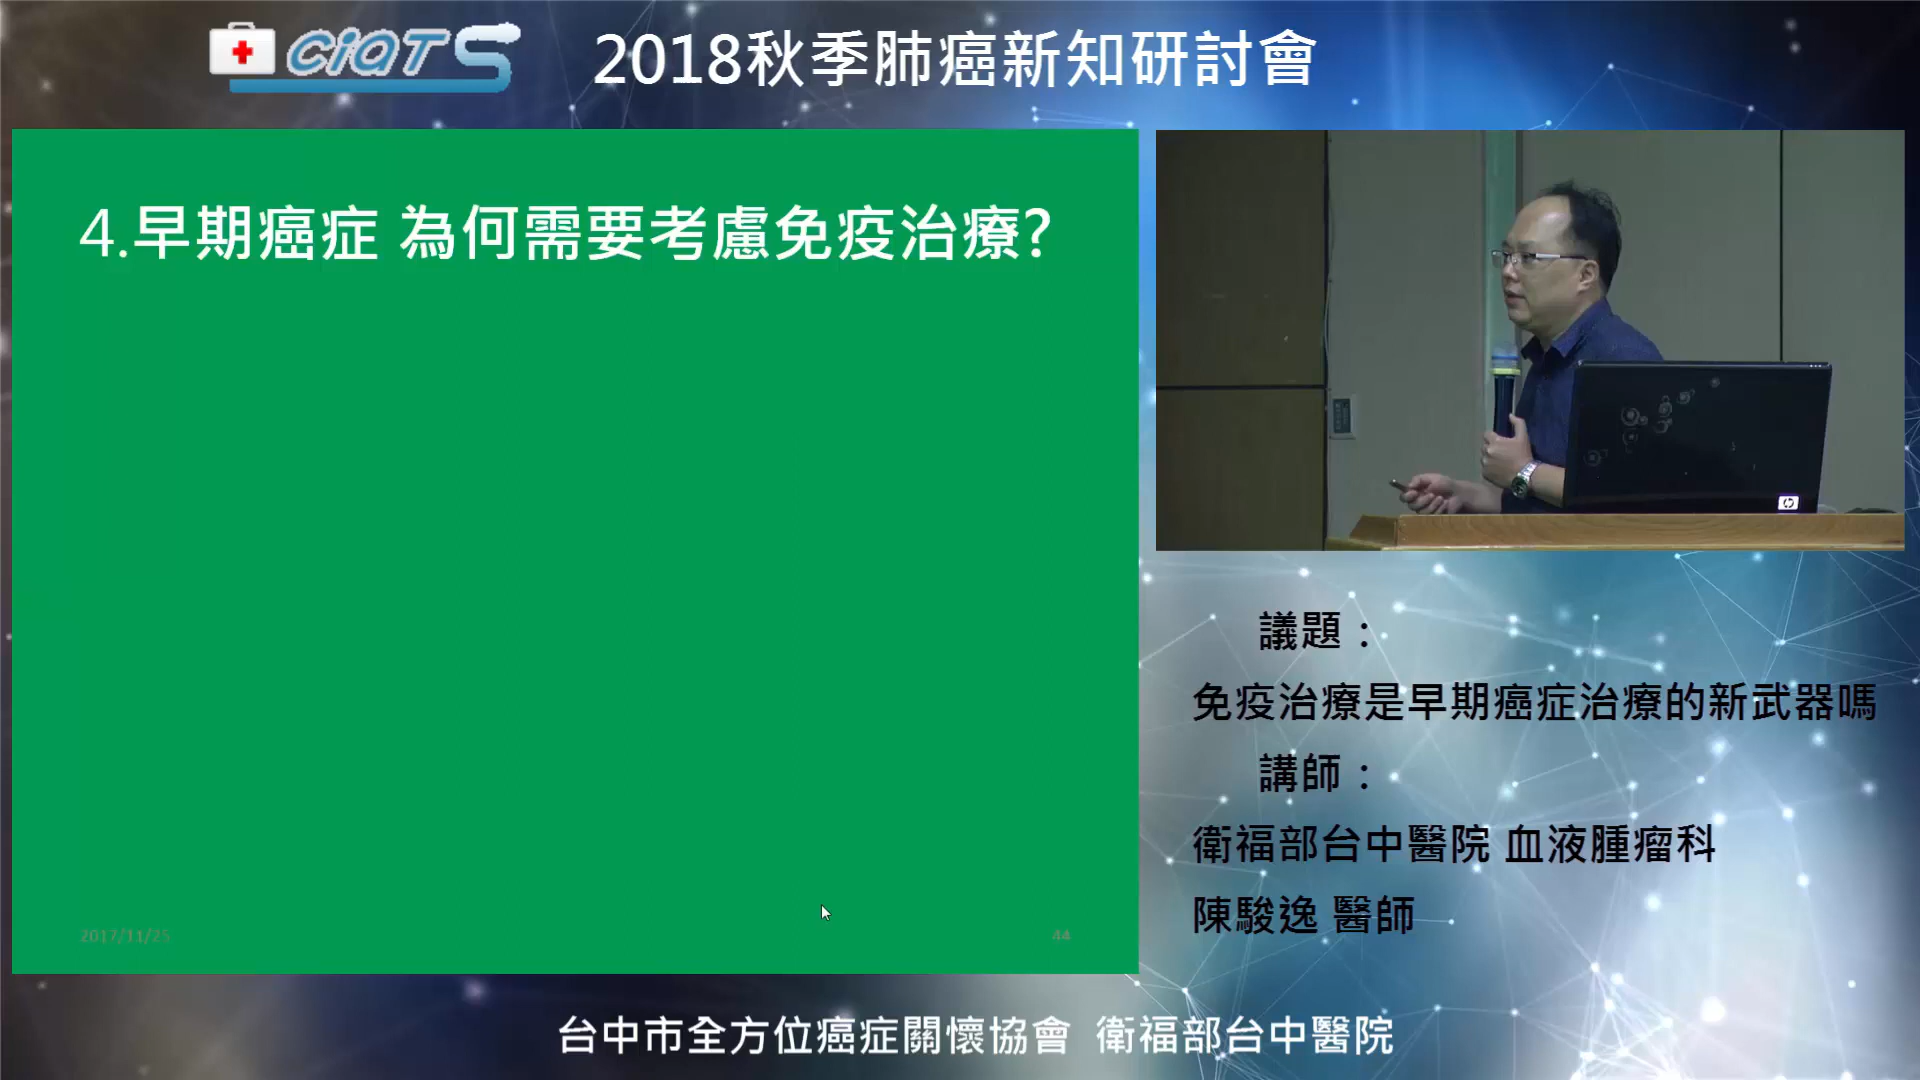 CiQTS
2018秋季肺癌新知研討會
4.早期癌症 為何需要考慮免疫治療?
2017/11/25
44
議題：
免疫治療是早期癌症治療的新武器嗎
講師：
衛福部台中醫院 血液腫瘤科
陳駿逸 醫師
台中市全方位癌症關懷協會 衛福部台中醫院